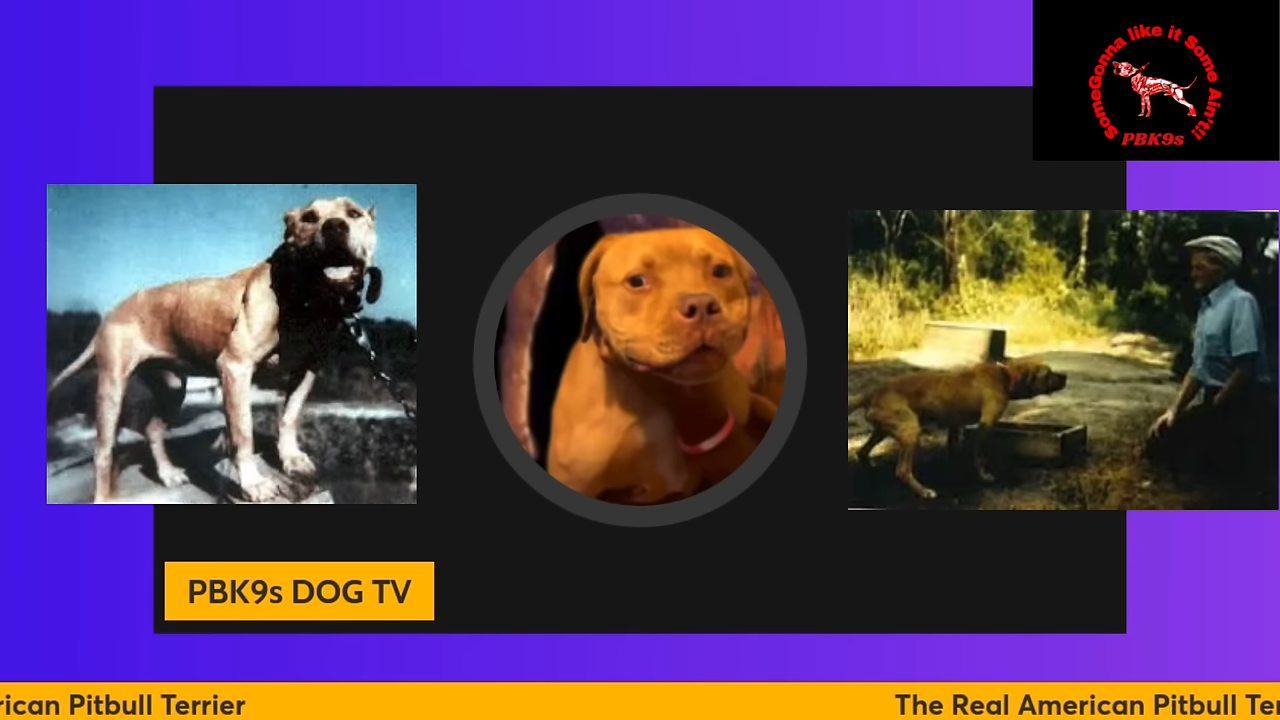 SomeGonna like it Some Ain't!!
PBK9s
PBK9s DOG TV
rican Pitbull Terrier
The Real American Pitbull Ter